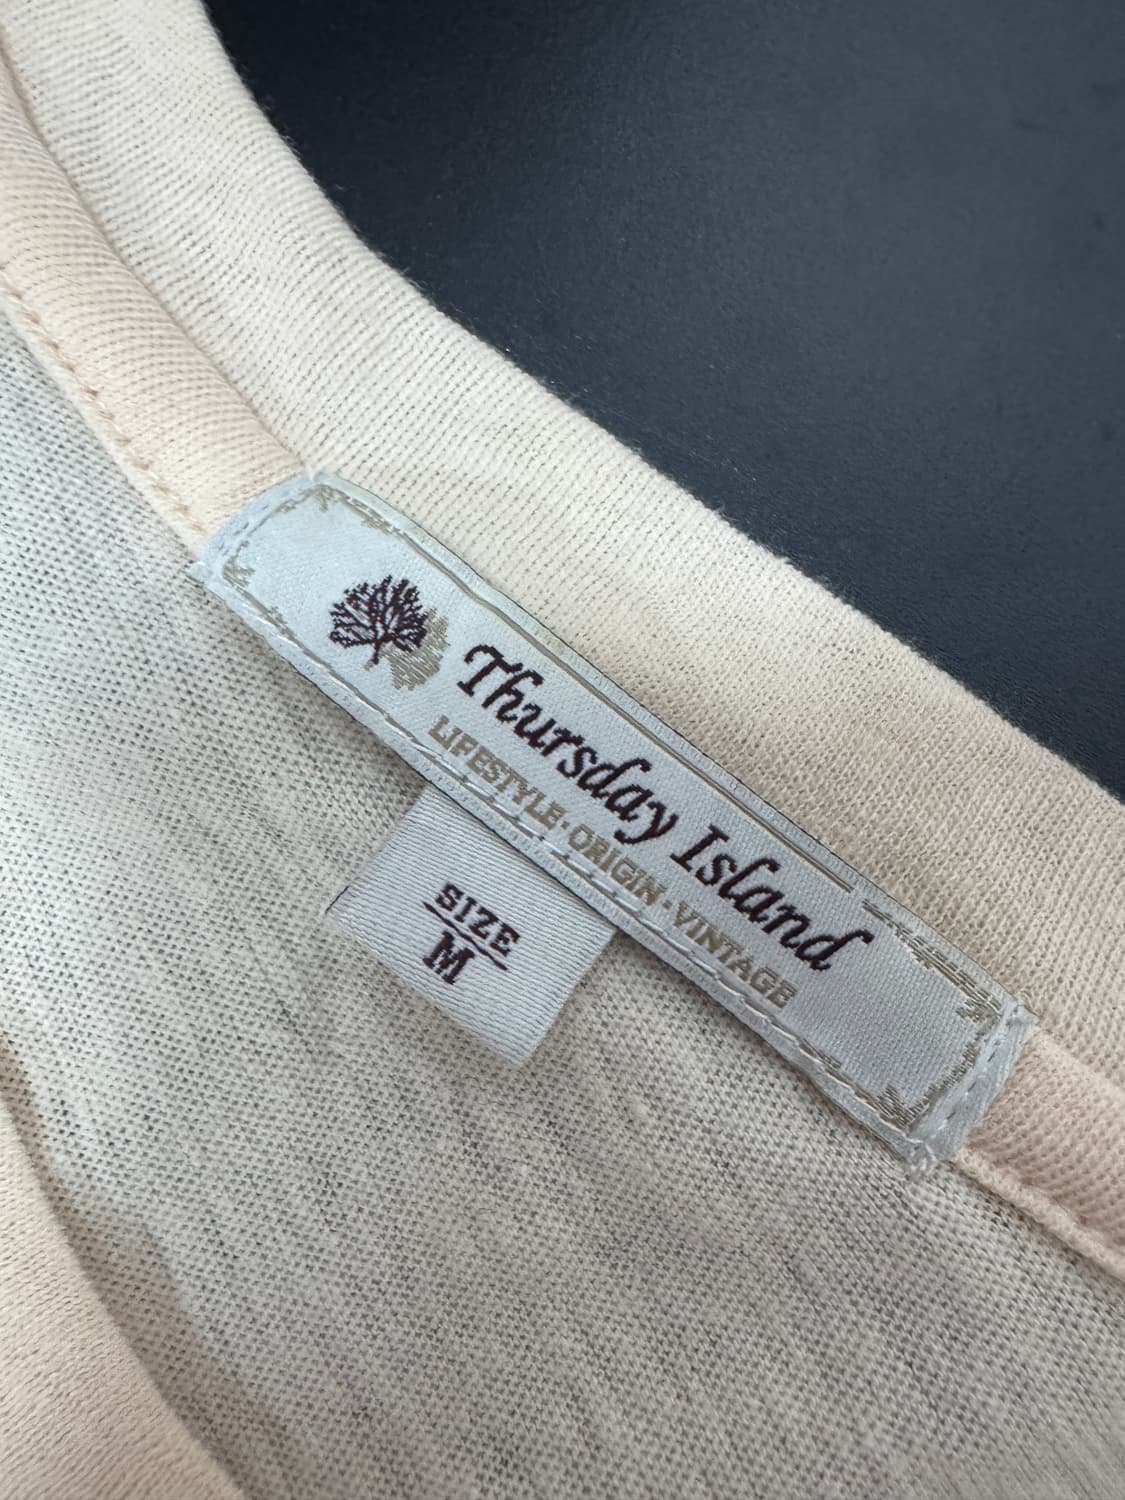 Thursday Island
LIFESTYLE·ORIGIN·VINTAGE
SIZE
M